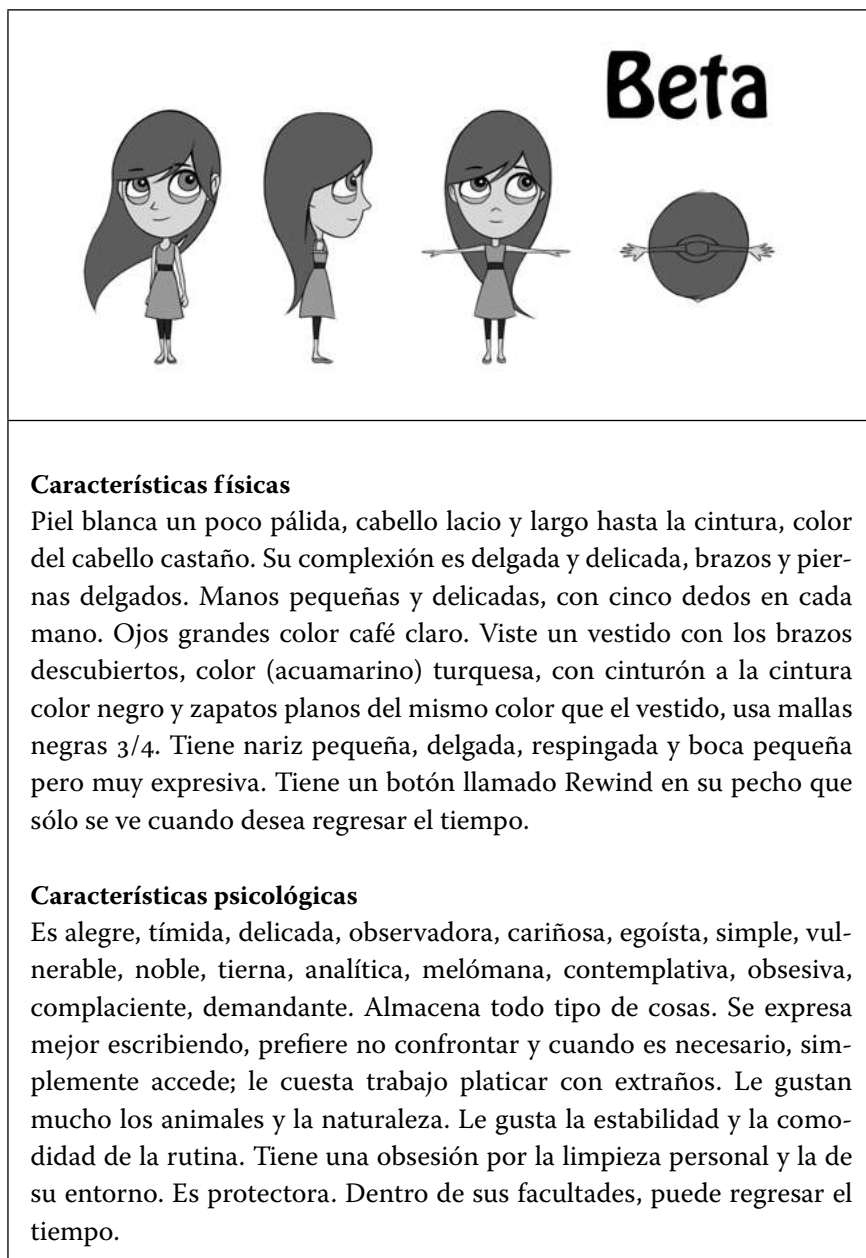 Beta
Características físicas
Piel blanca un poco pálida, cabello lacio y largo hasta la cintura, color
del cabello castaño. Su complexión es delgada y delicada, brazos y pier-
nas delgados. Manos pequeñas y delicadas, con cinco dedos en cada
mano. Ojos grandes color café claro. Viste un vestido con los brazos
descubiertos, color (acuamarino) turquesa, con cinturón a la cintura
color negro y zapatos planos del mismo color que el vestido, usa mallas
negras 3/4. Tiene nariz pequeña, delgada, respingada y boca pequeña
pero muy expresiva. Tiene un botón llamado Rewind en su pecho que
sólo se ve cuando desea regresar el tiempo.
Características psicológicas
Es alegre, tímida, delicada, observadora, cariñosa, egoísta, simple, vul-
nerable, noble, tierna, analítica, melómana, contemplativa, obsesiva,
complaciente, demandante. Almacena todo tipo de cosas. Se expresa
mejor escribiendo, prefiere no confrontar y cuando es necesario, sim-
plemente accede; le cuesta trabajo platicar con extraños. Le gustan
mucho los animales y la naturaleza. Le gusta la estabilidad y la como-
didad de la rutina. Tiene una obsesión por la limpieza personal y la de
su entorno. Es protectora. Dentro de sus facultades, puede regresar el
tiempo.